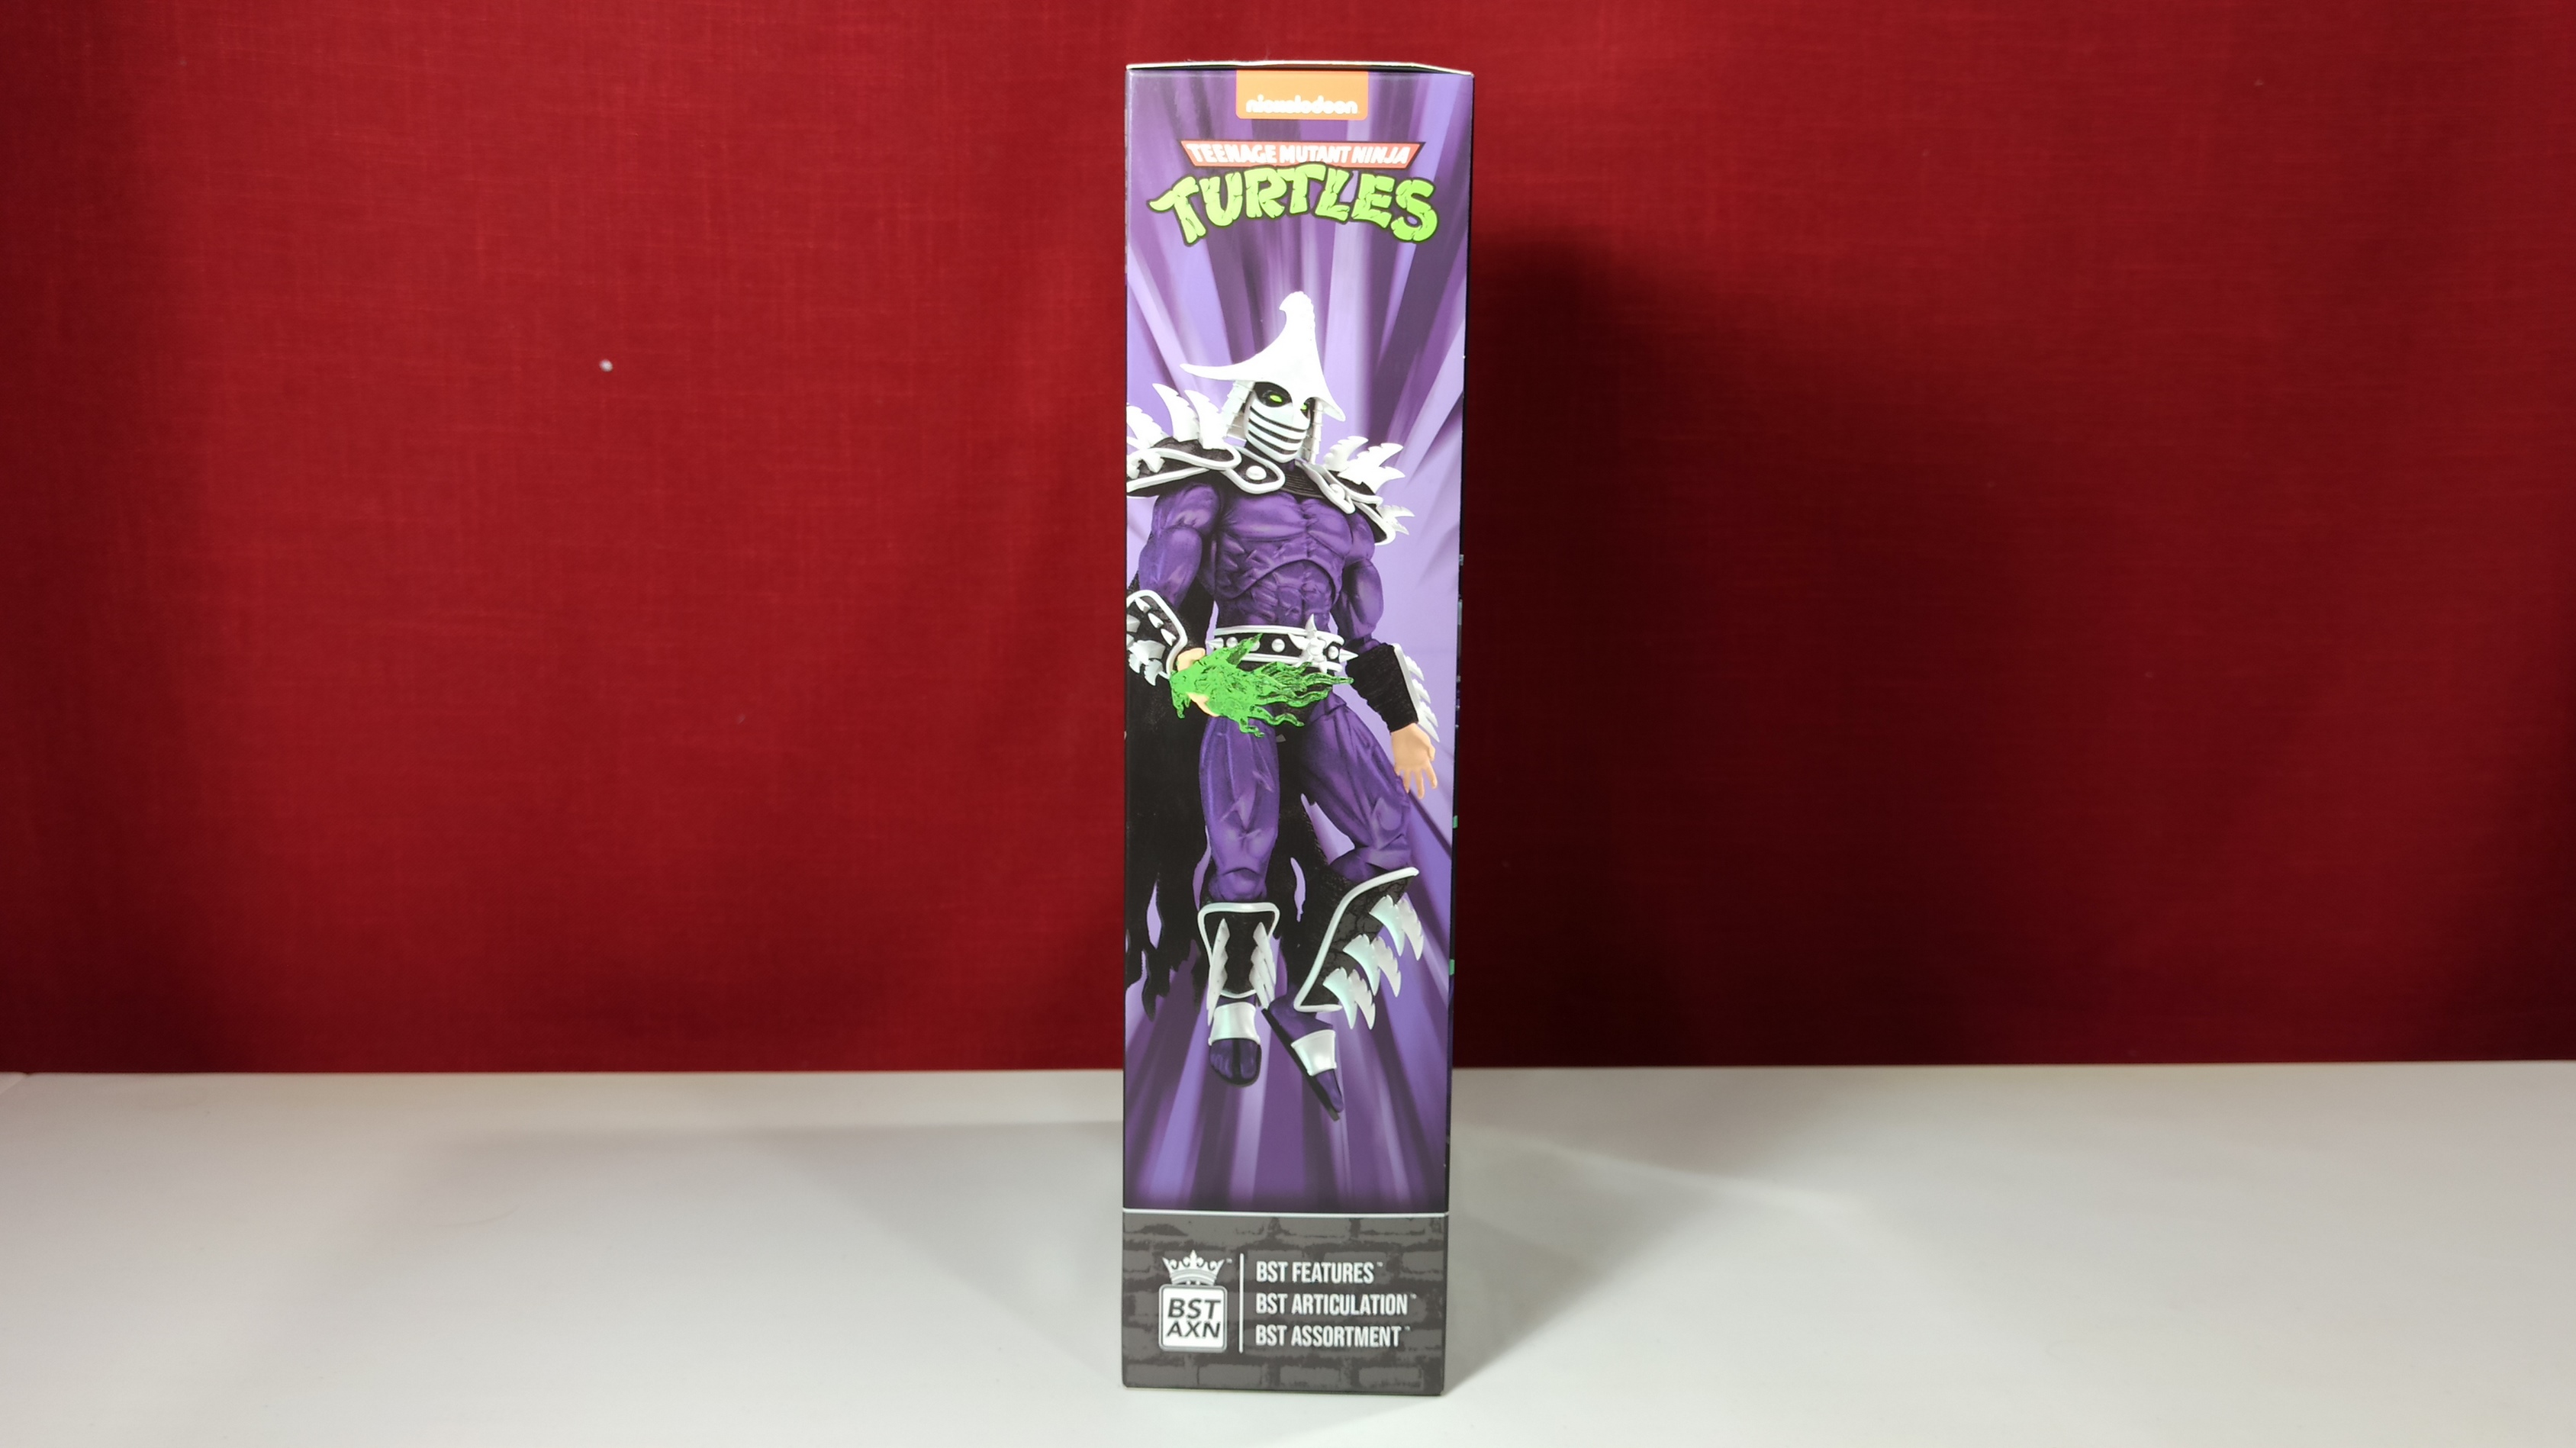 nickelodeon
TEENAGE MUTANT NINJA
TURTLES
BST
AXN
BST FEATURES™
BST ARTICULATION™
BST ASSORTMENT™